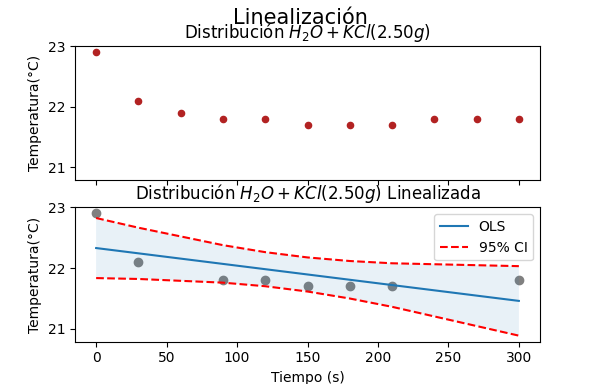 Linealización
Distribución H₂O + KCl(2.50g)
Temperatura(°C)
23
22
21
Distribución H₂O + KCl(2.50g) Linealizada
Temperatura(°C)
23
22
21
OLS
95% CI
0 50 100 150 200 250 300
Tiempo (s)